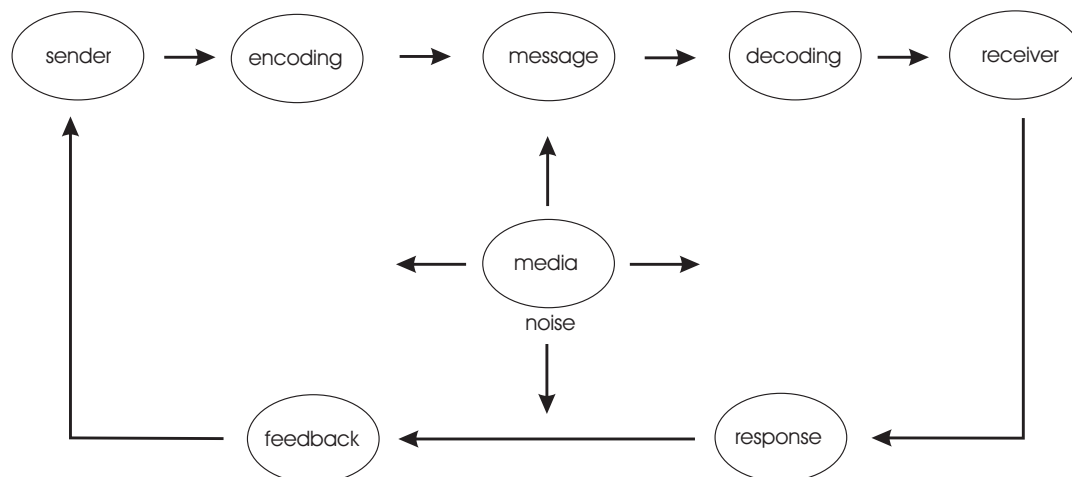 sender
encoding
message
decoding
receiver
media
noise
feedback
response